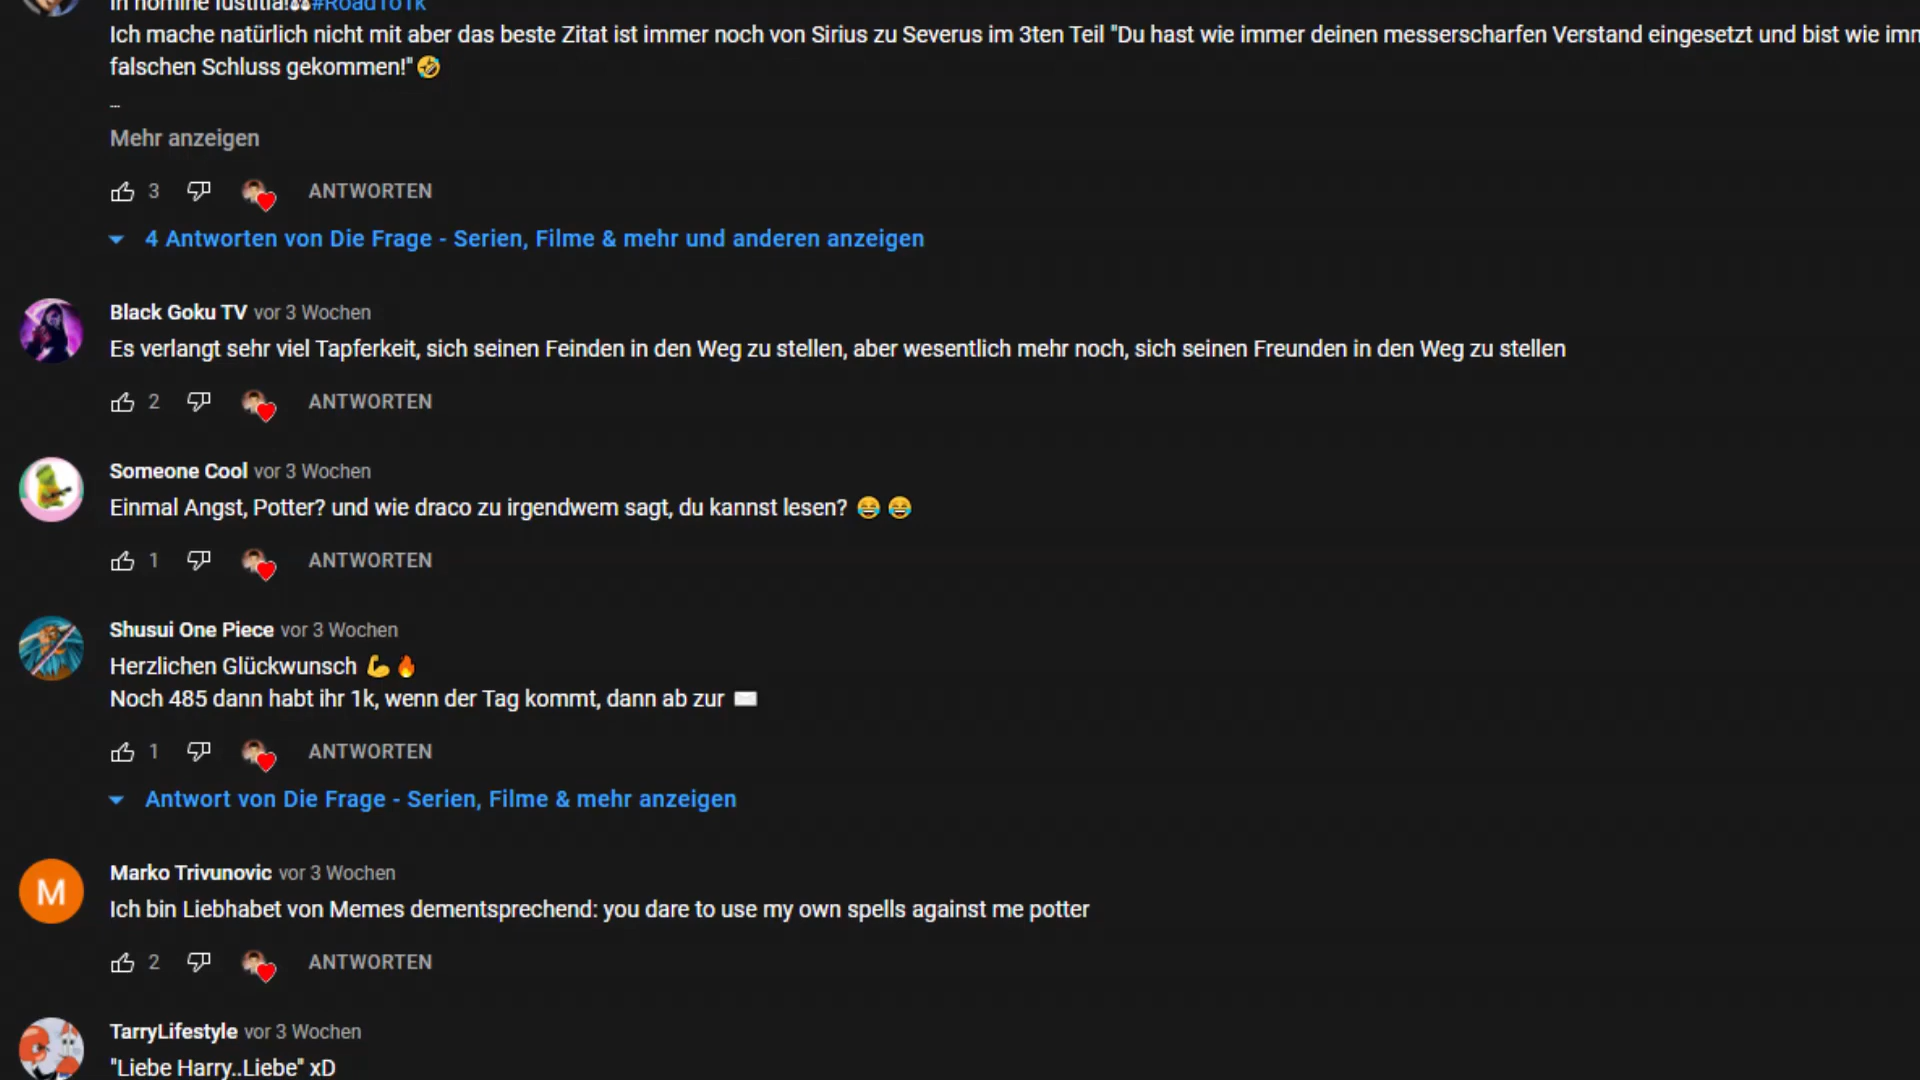 In nomine Iustitia!⚖#RoadTo1k
Ich mache natürlich nicht mit aber das beste Zitat ist immer noch von Sirius zu Severus im 3ten Teil "Du hast wie immer deinen messerscharfen Verstand eingesetzt und bist wie
falschen Schluss gekommen!"🤣
...
Mehr anzeigen
3 ANTWORTEN
4 Antworten von Die Frage - Serien, Filme & mehr und anderen anzeigen
Black Goku TV vor 3 Wochen
Es verlangt sehr viel Tapferkeit, sich seinen Feinden in den Weg zu stellen, aber wesentlich mehr noch, sich seinen Freunden in den Weg zu stellen
2 ANTWORTEN
Someone Cool vor 3 Wochen
Einmal Angst, Potter? und wie draco zu irgendwem sagt, du kannst lesen? 😂 😂
1 ANTWORTEN
Shusui One Piece vor 3 Wochen
Herzlichen Glückwunsch 💪🔥
Noch 485 dann habt ihr 1k, wenn der Tag kommt, dann ab zur ✉️
1 ANTWORTEN
Antwort von Die Frage - Serien, Filme & mehr anzeigen
M
Marko Trivunovic vor 3 Wochen
Ich bin Liebhabet von Memes dementsprechend: you dare to use my own spells against me potter
2 ANTWORTEN
TarryLifestyle vor 3 Wochen
"Liebe Harry..Liebe" xD